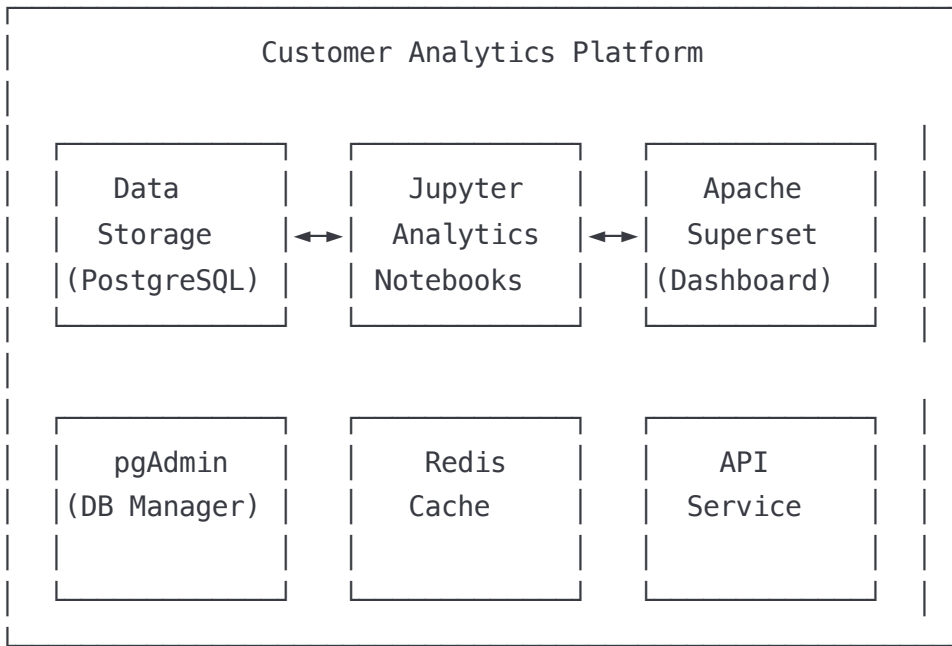 Customer Analytics Platform
Data Jupyter Apache
Storage Analytics Superset
(PostgreSQL) Notebooks (Dashboard)
pgAdmin Redis API
(DB Manager) Cache Service